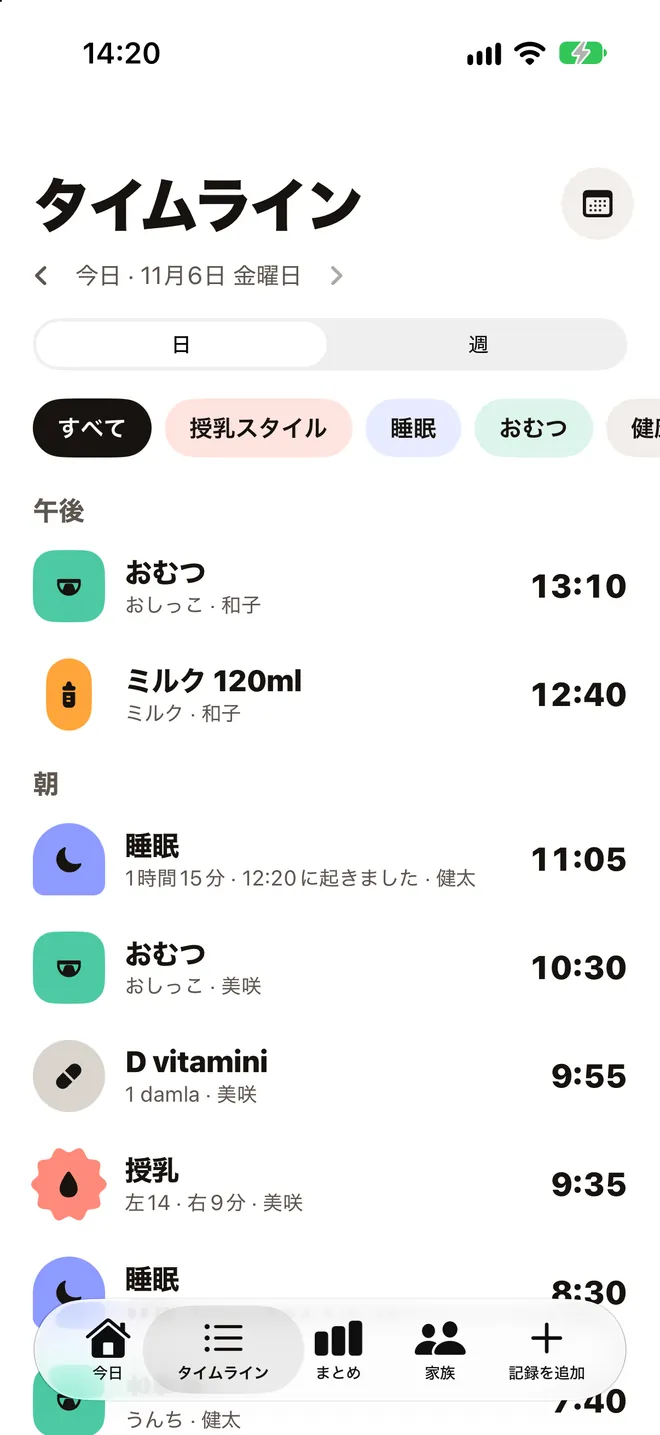 14:20
タイムライン
今日 · 11月6日 金曜日
日 週
すべて 授乳スタイル 睡眠 おむつ
午後
おむつ 13:10
おしっこ · 和子
ミルク 120ml 12:40
ミルク · 和子
朝
睡眠 11:05
1時間15分 · 12:20に起きました · 健太
おむつ 10:30
おしっこ · 美咲
D vitamini 9:55
1 damla · 美咲
授乳 9:35
左14 · 右9分 · 美咲
睡眠 8:30
7:40
今日 タイムライン まとめ 家族 記録を追加
うんち · 健太